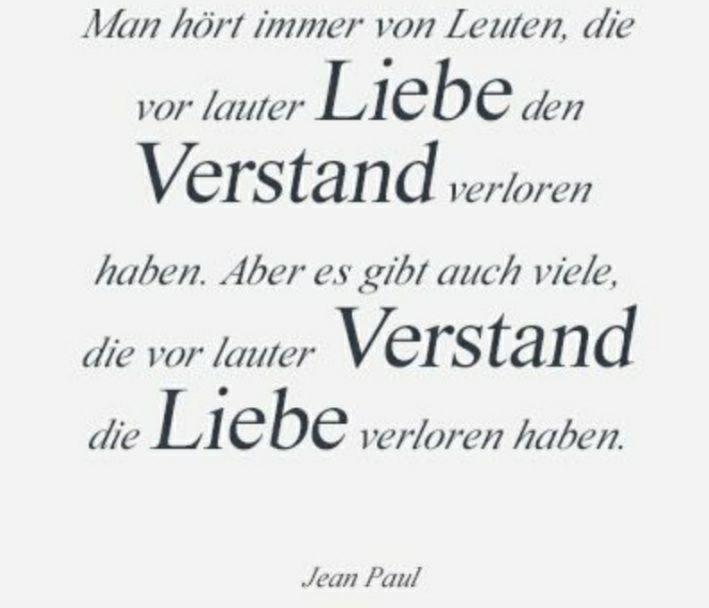 Man hört immer von Leuten, die
vor lauter Liebe den
Verstand verloren
haben. Aber es gibt auch viele,
die vor lauter Verstand
die Liebe verloren haben.
Jean Paul